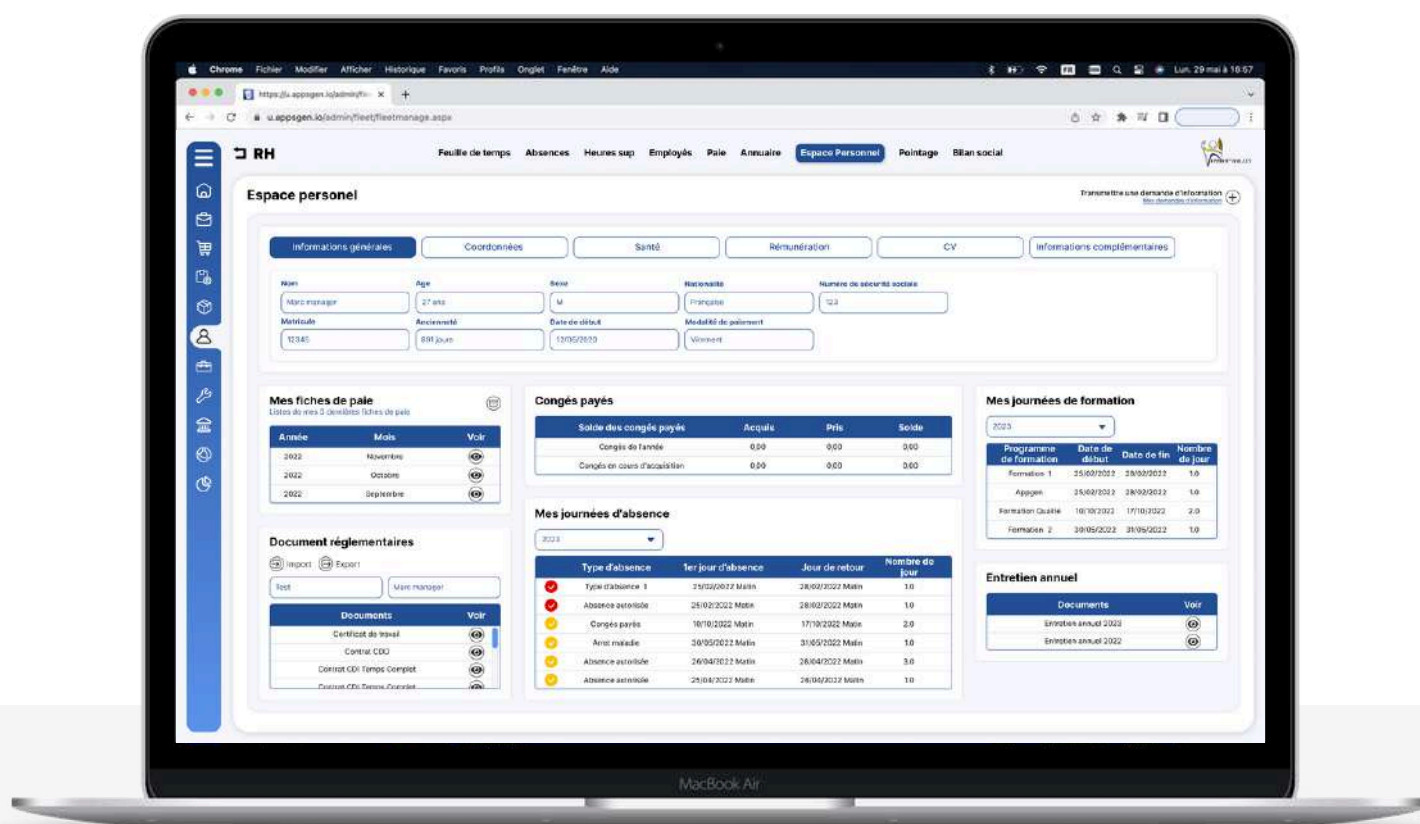 Chrome Fichier Modifier Afficher Historique Favoris Profils Onglet Fenêtre Aide
Lun. 29 mai à 16:57
u.appsgen.io/admin/fleet/fleetmanage.aspx
RH
Feuille de temps Absences Heures sup Employés Paie Annuaire Espace Personnel Pointage Bilan social
Espace personel
Transmettre une demande d'information
Mes demandes d'information
Informations générales Coordonnées Santé Rémunération CV Informations complémentaires
Nom Age Sexe Nationalité Numéro de sécurité sociale
Marc manager 27 ans M Française 123
Matricule Ancienneté Date de début Modalité de paiement
12345 Virement
Mes fiches de paie
Listes de mes 3 dernières fiches de paie
Année Mois Voir
2022 Novembre
2022 Octobre
2022 Septembre
Document réglementaires
Import Export
Test Marc manager
Documents Voir
Certificat de travail
Contrat CDD
Contrat CDI Temps Complet
Contrat CDI Temps Complet
Congés payés
Solde des congés payés Acquis Pris Solde
Congés de l'année 0,00 0,00 0,00
Congés en cours d'acquisition 0,00 0,00 0,00
Mes journées d'absence
2023
Type d'absence 1er jour d'absence Jour de retour Nombre de jour
Type d'absence 1 25/02/2022 Matin 28/02/2022 Matin 1.0
Absence autorisée 25/02/2022 Matin 28/02/2022 Matin 1.0
Congés payés 10/10/2022 Matin 17/10/2022 Matin 2.0
Arret maladie 30/05/2022 Matin 31/05/2022 Matin 1.0
Absence autorisée 26/04/2022 Matin 28/04/2022 Matin 3.0
Absence autorisée 25/04/2022 Matin 26/04/2022 Matin 1.0
Mes journées de formation
2023
Programme de formation Date de début Date de fin Nombre de jour
Formation 1 25/02/2022 28/02/2022 1.0
Appgen 25/02/2022 28/02/2022 1.0
Formation Qualité 10/10/2022 17/10/2022 2.0
Formation 2 30/05/2022 31/05/2022 1.0
Entretien annuel
Documents Voir
Entretien annuel 2023
Entretien annuel 2022
MacBook Air